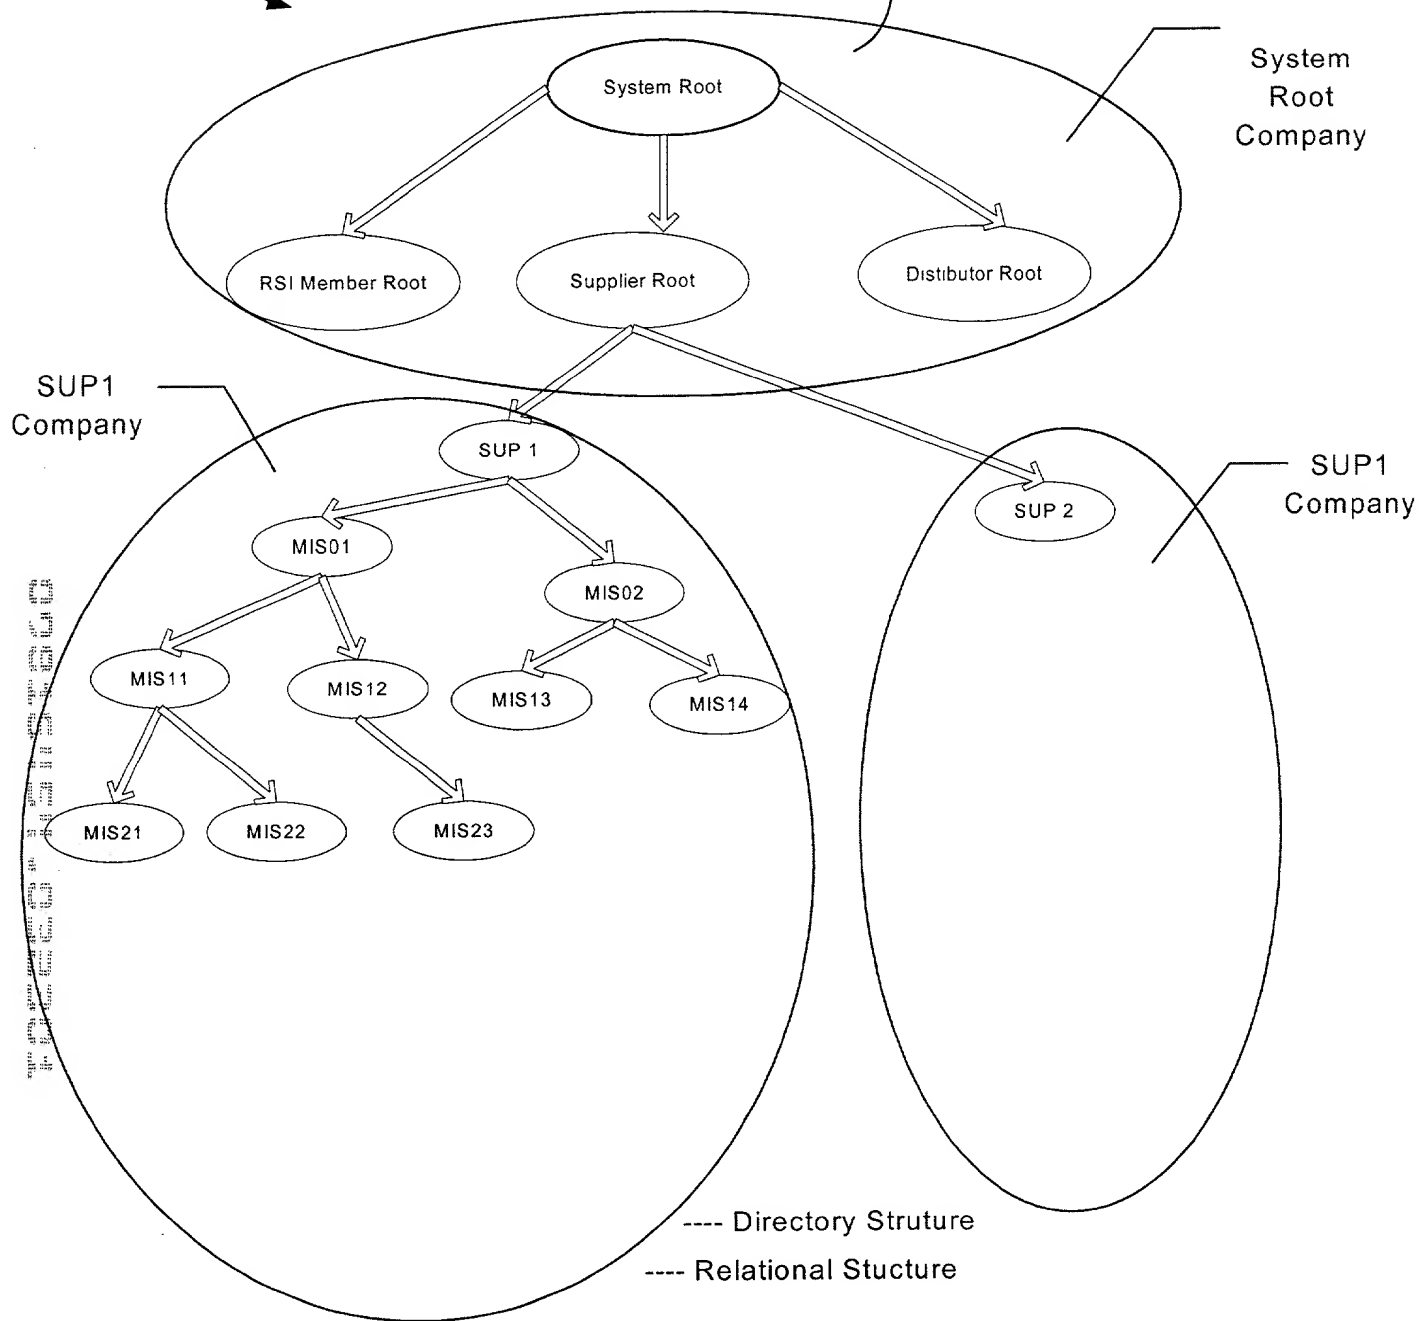 System Root
System
Root
Company
RSI Member Root
Supplier Root
Distibutor Root
SUP1
Company
SUP 1
SUP 2
SUP1
Company
MIS01
MIS02
MIS11
MIS12
MIS13
MIS14
MIS21
MIS22
MIS23
---- Directory Struture
---- Relational Stucture